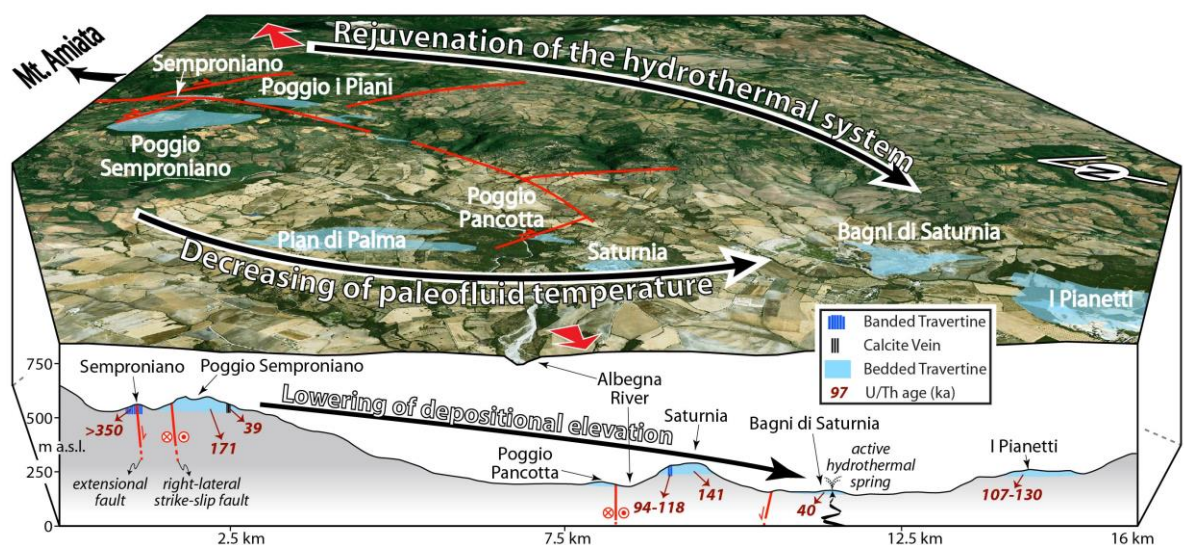 Mt. Amiata
Rejuvenation of the hydrothermal system
Semproniano
Poggio i Piani
Poggio
Semproniano
N
Poggio
Pancotta
Pian di Palma
Saturnia
Bagni di Saturnia
Decreasing of paleofluid temperature
I Pianetti
Banded Travertine
Calcite Vein
Bedded Travertine
97 U/Th age (ka)
750
500
m a.s.l.
250
0
Semproniano
Poggio Semproniano
Albegna
River
Lowering of depositional elevation
Saturnia
Bagni di Saturnia
active
hydrothermal
spring
I Pianetti
Poggio
Pancotta
>350
171
39
extensional
fault
right-lateral
strike-slip fault
94-118
141
40
107-130
2.5 km
7.5 km
12.5 km
16 km